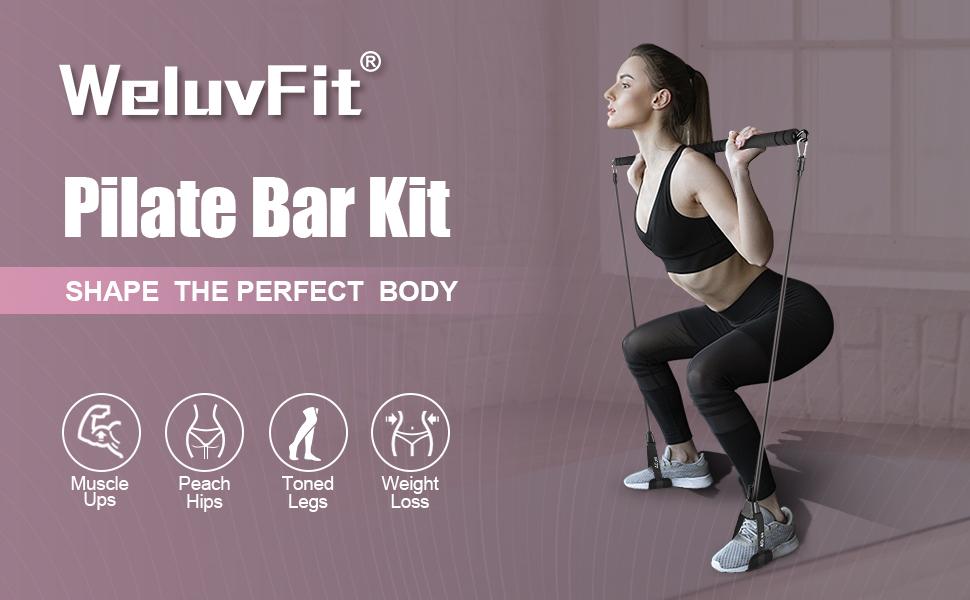 WeluvFit®
Pilate Bar Kit
SHAPE THE PERFECT BODY
Muscle
Ups
Peach
Hips
Toned
Legs
Weight
Loss